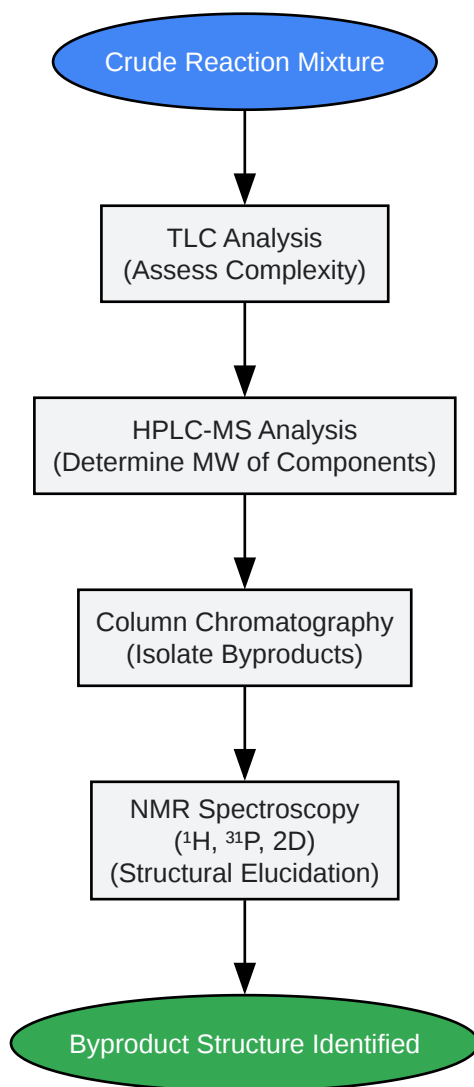 Crude Reaction Mixture
TLC Analysis
(Assess Complexity)
HPLC-MS Analysis
(Determine MW of Components)
Column Chromatography
(Isolate Byproducts)
NMR Spectroscopy
(¹H, ³¹P, 2D)
(Structural Elucidation)
Byproduct Structure Identified